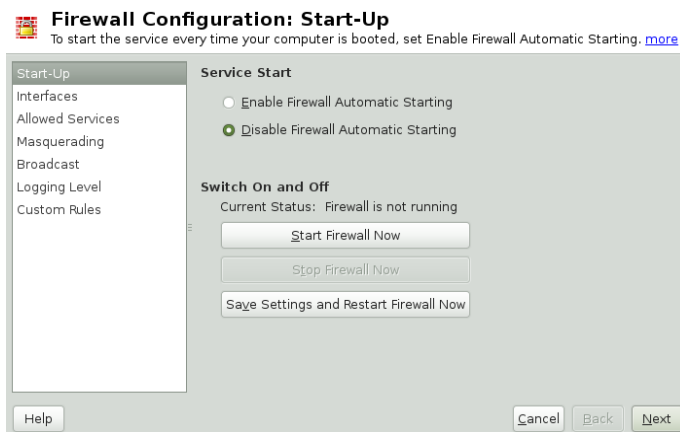 Firewall Configuration: Start-Up
To start the service every time your computer is booted, set Enable Firewall Automatic Starting. more
Start-Up
Interfaces
Allowed Services
Masquerading
Broadcast
Logging Level
Custom Rules
Service Start
Enable Firewall Automatic Starting
Disable Firewall Automatic Starting
Switch On and Off
Current Status: Firewall is not running
Start Firewall Now
Stop Firewall Now
Save Settings and Restart Firewall Now
Help
Cancel
Back
Next